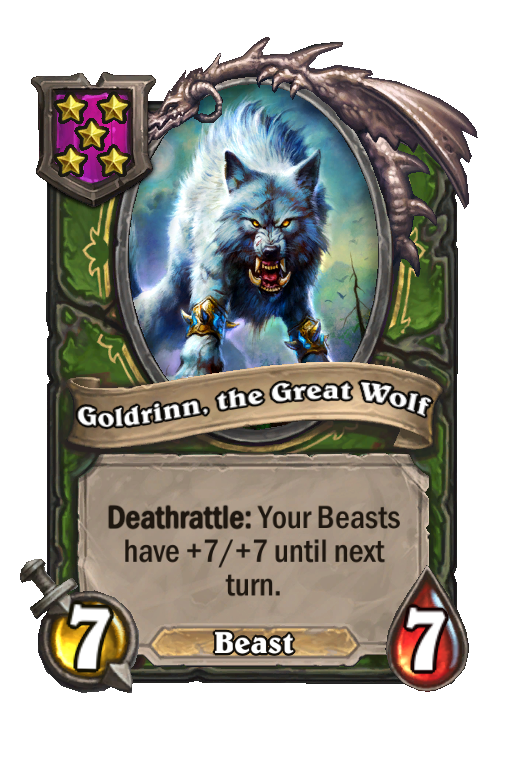 Goldrinn, the Great Wolf
Deathrattle: Your Beasts
have +7/+7 until next
turn.
7
Beast
7